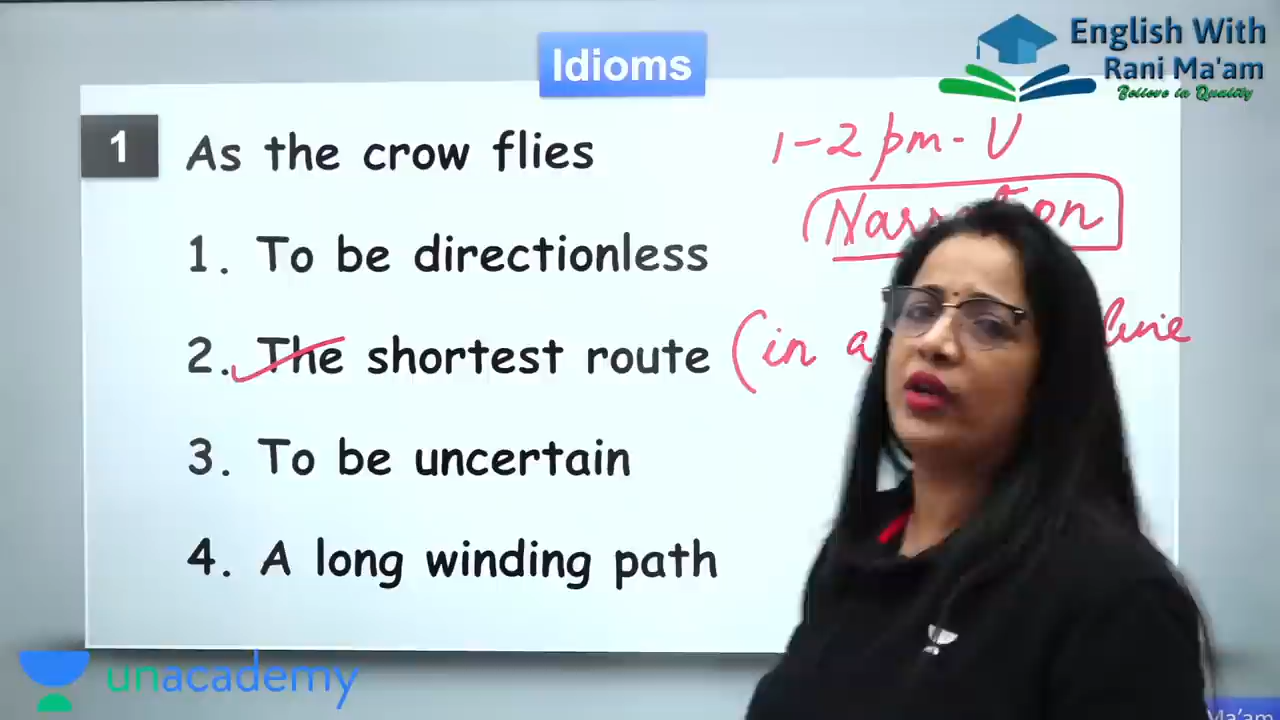 Idioms
English With
Rani Ma'am
Believe in Quality
1 As the crow flies
1-2 pm - U
1. To be directionless
2. The shortest route (in a line
3. To be uncertain
4. A long winding path
unacademy
Ma'am